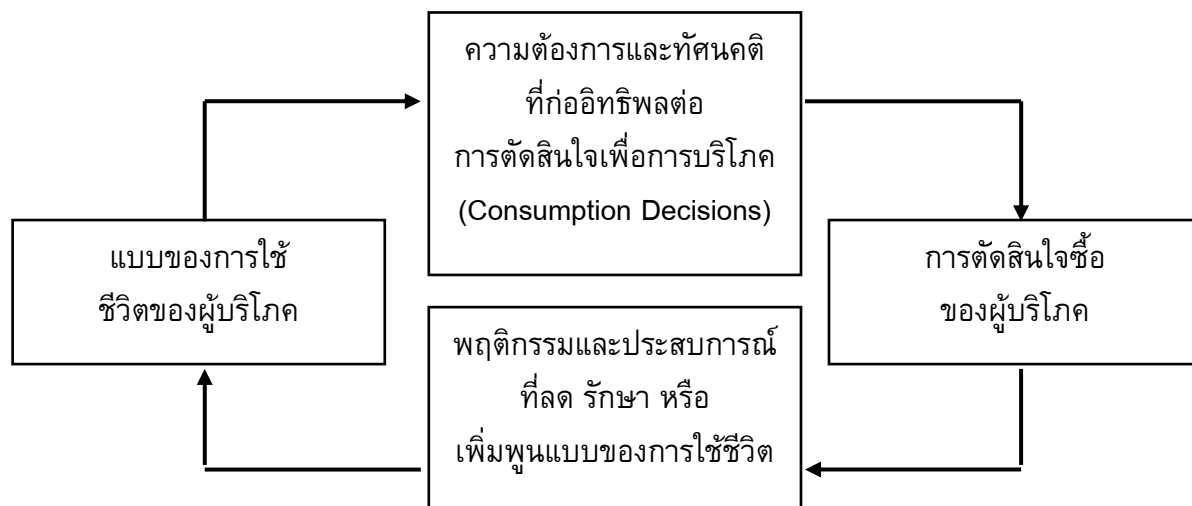 ความต้องการและทัศนคติ
ที่ก่ออิทธิพลต่อ
การตัดสินใจเพื่อการบริโภค
(Consumption Decisions)
แบบของการใช้
ชีวิตของผู้บริโภค
การตัดสินใจซื้อ
ของผู้บริโภค
พฤติกรรมและประสบการณ์
ที่ลด รักษา หรือ
เพิ่มพูนแบบของการใช้ชีวิต